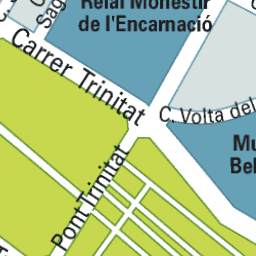 Reial Monestir
de l'Encarnació
Carrer Trinitat
C. Volta del
Mu
Bel
Pont Trinitat